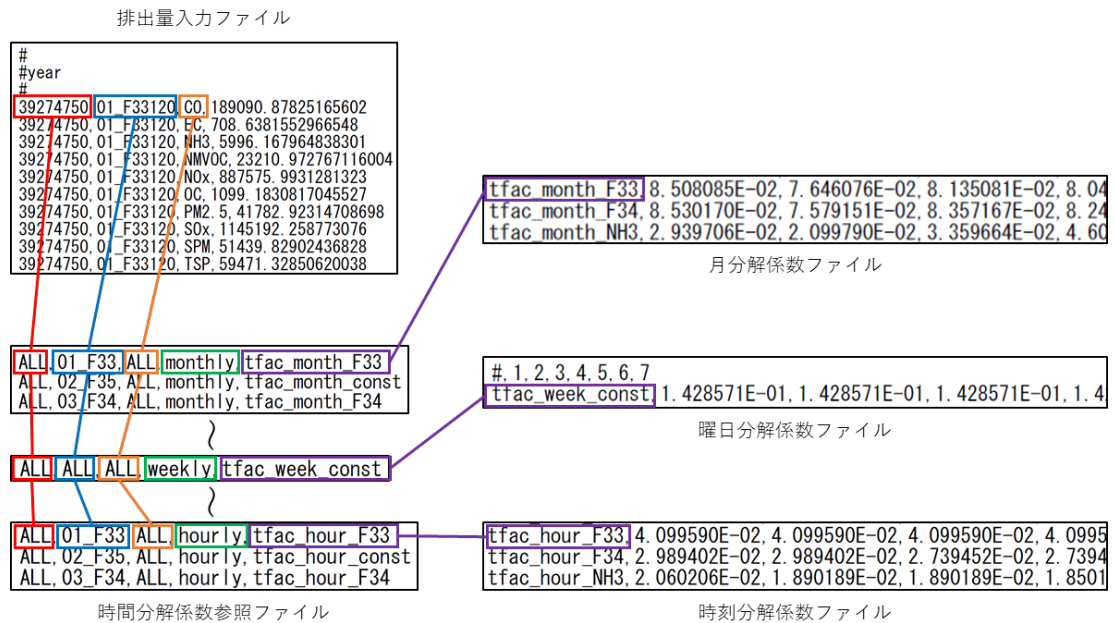 排出量入力ファイル
#
#year
#
39274750,01_F33120,CO,189090.87825165602
39274750,01_F33120,EC,708.6381552966548
39274750,01_F33120,NH3,5996.167964838301
39274750,01_F33120,NMVOC,23210.972767116004
39274750,01_F33120,NOx,887575.9931281323
39274750,01_F33120,OC,1099.1830817045527
39274750,01_F33120,PM2.5,41782.92314708698
39274750,01_F33120,SOx,1145192.258773076
39274750,01_F33120,SPM,51439.82902436828
39274750,01_F33120,TSP,59471.32850620038
tfac_month_F33,8.508085E-02,7.646076E-02,8.135081E-02,8.04
tfac_month_F34,8.530170E-02,7.579151E-02,8.357167E-02,8.24
tfac_month_NH3,2.939706E-02,2.099790E-02,3.359664E-02,4.60
月分解係数ファイル
ALL,01_F33,ALL,monthly,tfac_month_F33
ALL,02_F35,ALL,monthly,tfac_month_const
ALL,03_F34,ALL,monthly,tfac_month_F34
～
ALL,ALL,ALL,weekly,tfac_week_const
～
#,1,2,3,4,5,6,7
tfac_week_const,1.428571E-01,1.428571E-01,1.428571E-01,1.4
曜日分解係数ファイル
ALL,01_F33,ALL,hourly,tfac_hour_F33
ALL,02_F35,ALL,hourly,tfac_hour_const
ALL,03_F34,ALL,hourly,tfac_hour_F34
時間分解係数参照ファイル
tfac_hour_F33,4.099590E-02,4.099590E-02,4.099590E-02,4.0995
tfac_hour_F34,2.989402E-02,2.989402E-02,2.739452E-02,2.7394
tfac_hour_NH3,2.060206E-02,1.890189E-02,1.890189E-02,1.8501
時刻分解係数ファイル